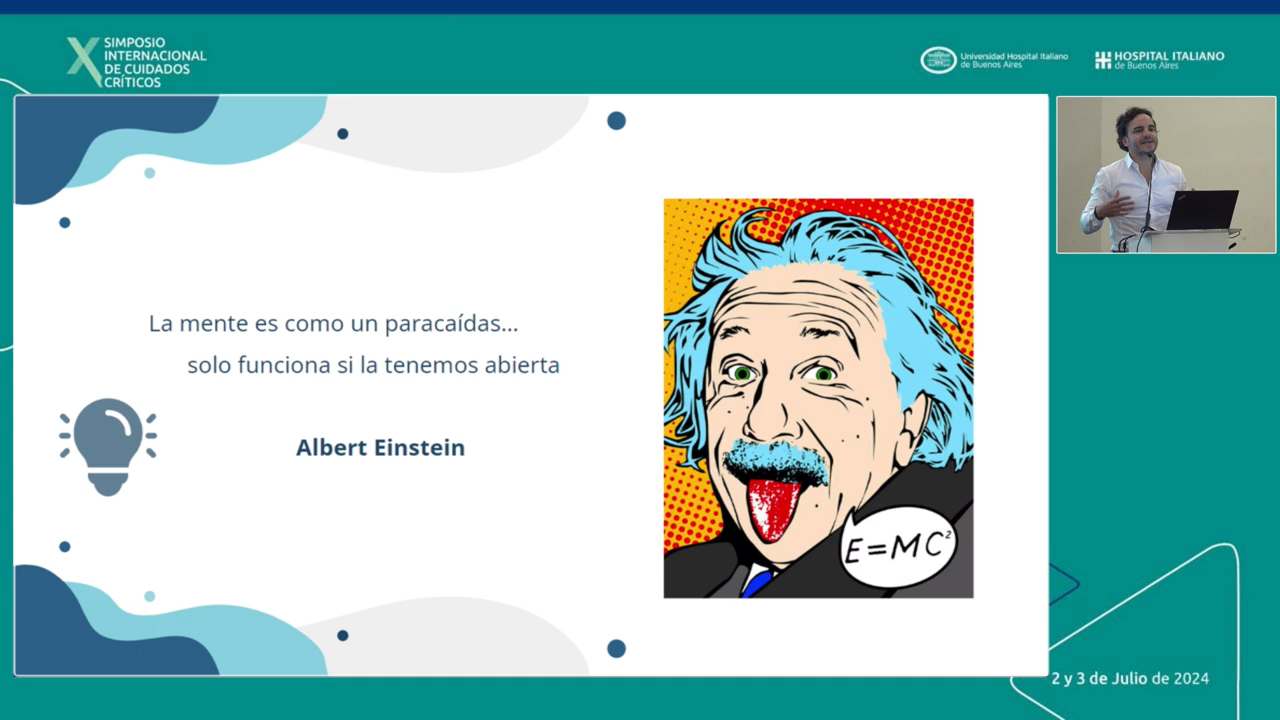 SIMPOSIO
INTERNACIONAL
DE CUIDADOS
CRÍTICOS
Universidad Hospital Italiano
de Buenos Aires
HOSPITAL ITALIANO
de Buenos Aires
La mente es como un paracaídas...
solo funciona si la tenemos abierta
Albert Einstein
E=MC²
2 y 3 de Julio de 2024